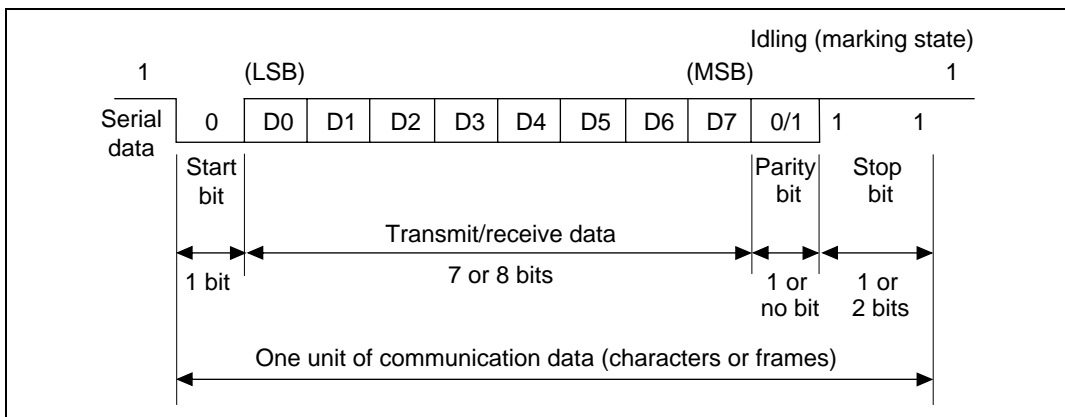 Idling (marking state)
1 (LSB) (MSB) 1
Serial data
0 D0 D1 D2 D3 D4 D5 D6 D7 0/1 1 1
Start bit
Parity bit
Stop bit
Transmit/receive data
1 bit
7 or 8 bits
1 or no bit
1 or 2 bits
One unit of communication data (characters or frames)